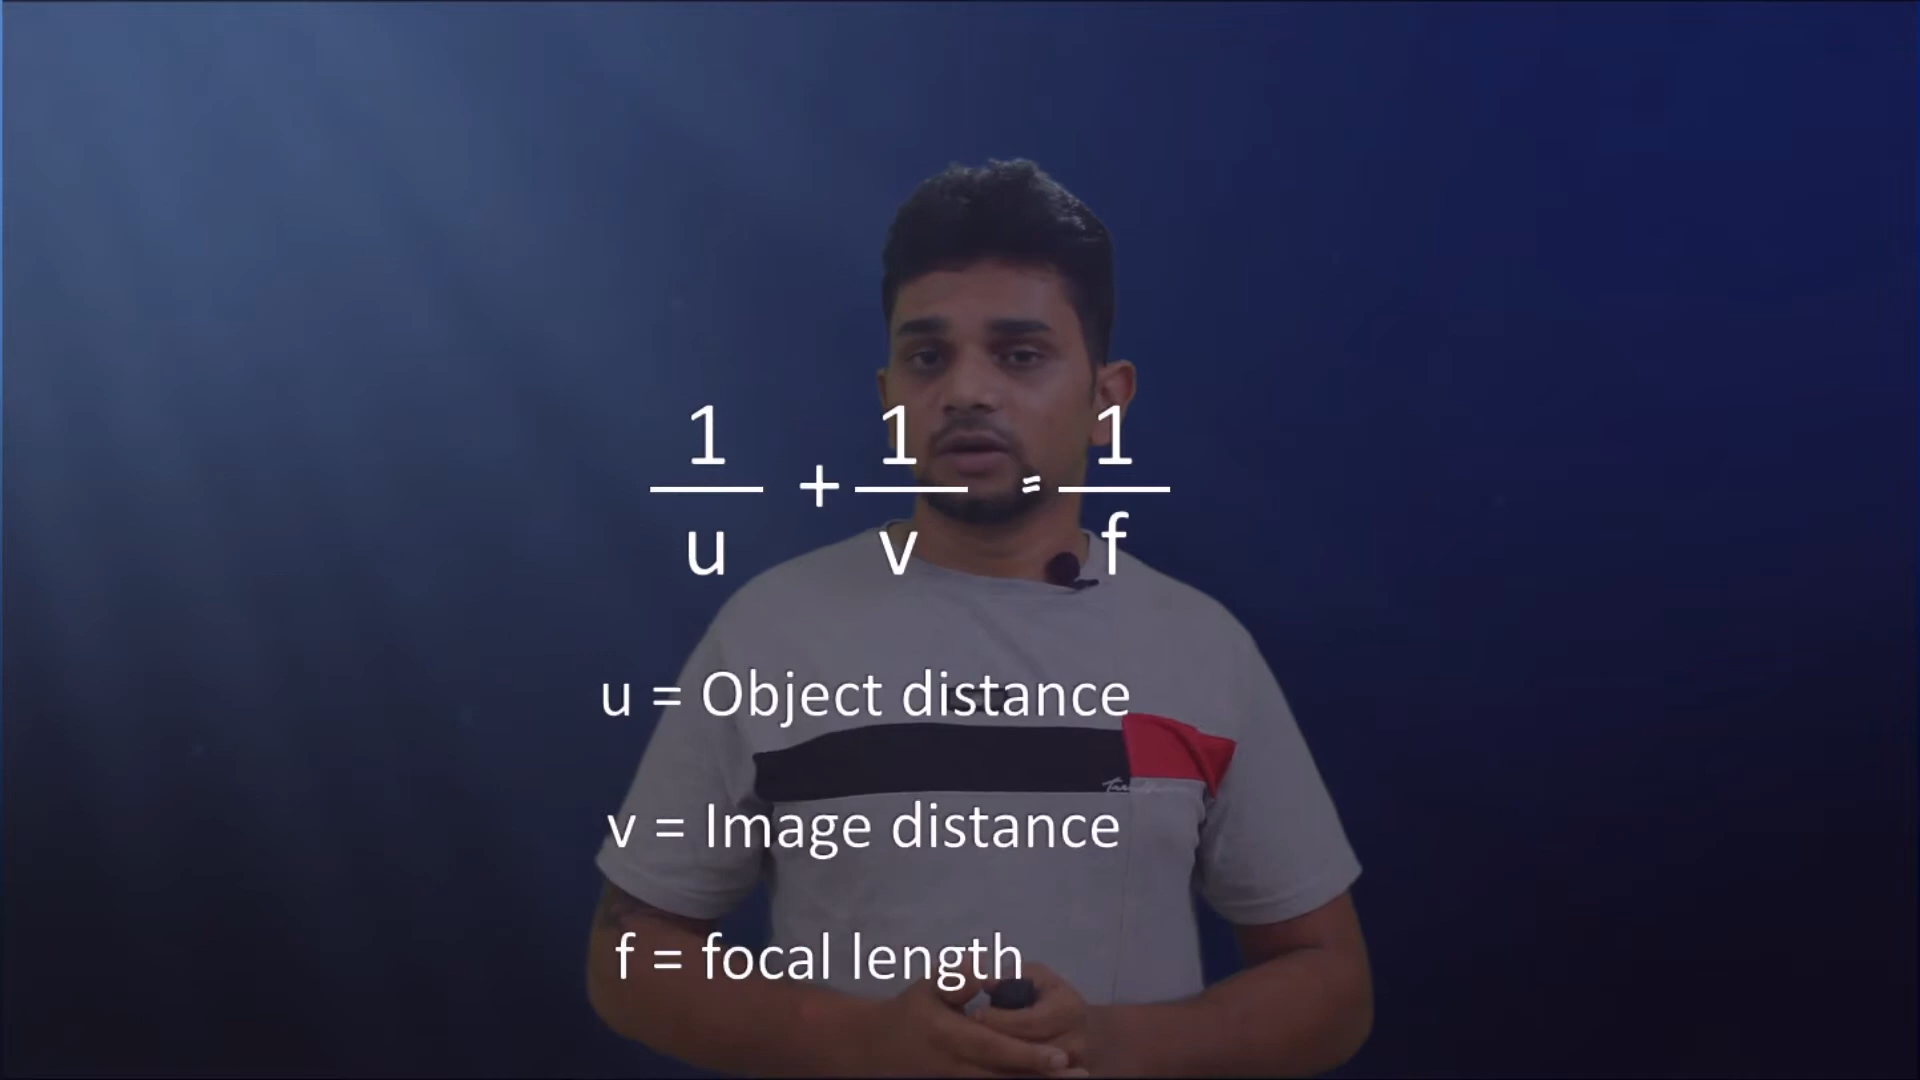 1/u + 1/v = 1/f
u = Object distance
v = Image distance
f = focal length